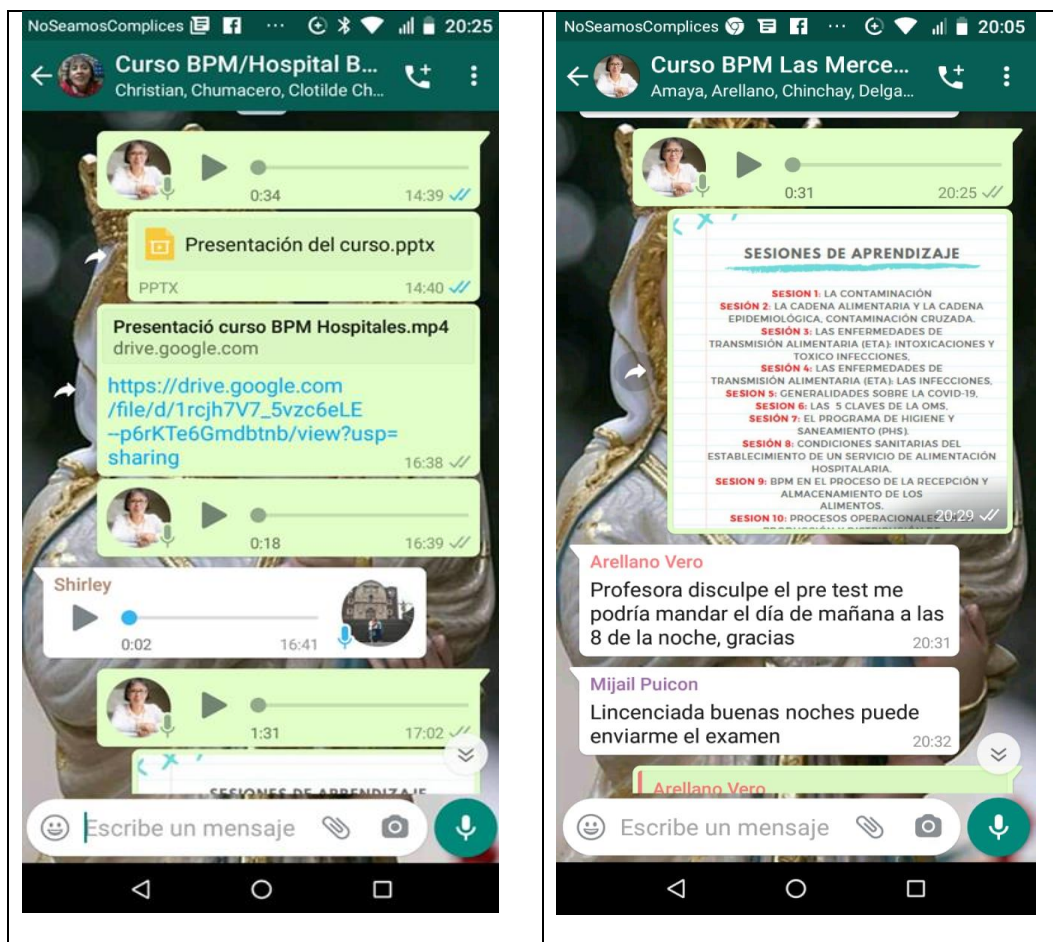 NoSeamosComplices
20:25
Curso BPM/Hospital B...
Christian, Chumacero, Clotilde Ch...
0:34
14:39
Presentación del curso.pptx
PPTX
14:40
Presentació curso BPM Hospitales.mp4
drive.google.com
https://drive.google.com
/file/d/1rcjh7V7_5vzc6eLE
--p6rKTe6Gmdbtnb/view?usp=
sharing
16:38
0:18
16:39
Shirley
0:02
16:41
1:31
17:02
SESIONES DE APRENDIZAJE
Escribe un mensaje
NoSeamosComplices
20:05
Curso BPM Las Merce...
Amaya, Arellano, Chinchay, Delga...
0:31
20:25
SESIONES DE APRENDIZAJE
SESION 1: LA CONTAMINACIÓN
SESIÓN 2: LA CADENA ALIMENTARIA Y LA CADENA
EPIDEMIOLÓGICA, CONTAMINACIÓN CRUZADA.
SESIÓN 3: LAS ENFERMEDADES DE
TRANSMISIÓN ALIMENTARIA (ETA): INTOXICACIONES Y
TOXICO INFECCIONES,
SESIÓN 4: LAS ENFERMEDADES DE
TRANSMISIÓN ALIMENTARIA (ETA): LAS INFECCIONES,
SESION 5: GENERALIDADES SOBRE LA COVID-19,
SESION 6: LAS 5 CLAVES DE LA OMS,
SESIÓN 7: EL PROGRAMA DE HIGIENE Y
SANEAMIENTO (PHS).
SESIÓN 8: CONDICIONES SANITARIAS DEL
ESTABLECIMIENTO DE UN SERVICIO DE ALIMENTACIÓN
HOSPITALARIA.
SESION 9: BPM EN EL PROCESO DE LA RECEPCIÓN Y
ALMACENAMIENTO DE LOS
ALIMENTOS.
SESION 10: PROCESOS OPERACIONALES
20:29
Arellano Vero
Profesora disculpe el pre test me
podría mandar el día de mañana a las
8 de la noche, gracias
20:31
Mijail Puicon
Lincenciada buenas noches puede
enviarme el examen
20:32
Arellano Vero
Escribe un mensaje